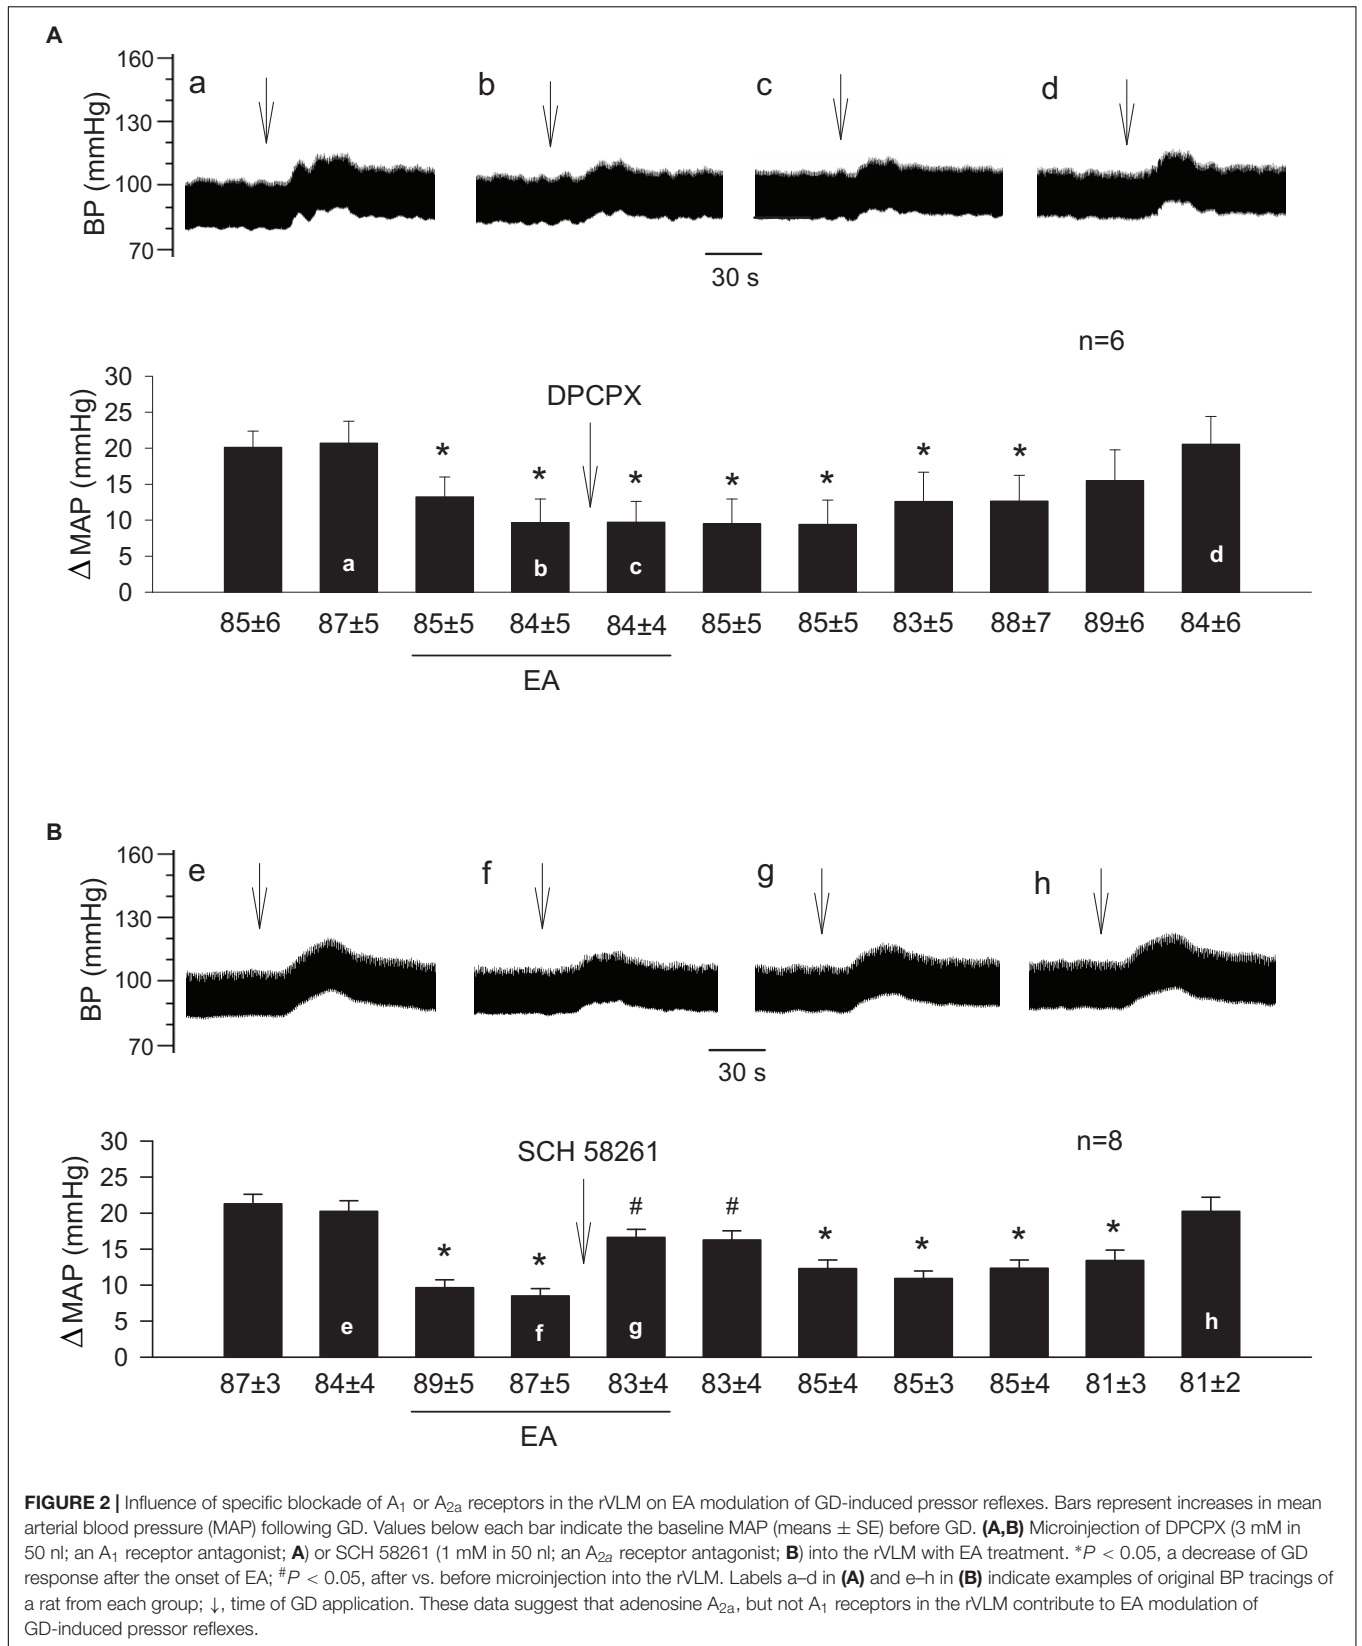 A
160
130
100
70
BP (mmHg)
a
b
c
d
30 s
n=6
30
25
20
15
10
5
0
Δ MAP (mmHg)
DPCPX
* * * * * * *
a b c d
85±6 87±5 85±5 84±5 84±4 85±5 85±5 83±5 88±7 89±6 84±6
EA
B
160
130
100
70
BP (mmHg)
e
f
g
h
30 s
n=8
30
25
20
15
10
5
0
Δ MAP (mmHg)
SCH 58261
* * # # * * * *
e f g h
87±3 84±4 89±5 87±5 83±4 83±4 85±4 85±3 85±4 81±3 81±2
EA
FIGURE 2 | Influence of specific blockade of A1 or A2a receptors in the rVLM on EA modulation of GD-induced pressor reflexes. Bars represent increases in mean
arterial blood pressure (MAP) following GD. Values below each bar indicate the baseline MAP (means ± SE) before GD. (A,B) Microinjection of DPCPX (3 mM in
50 nl; an A1 receptor antagonist; A) or SCH 58261 (1 mM in 50 nl; an A2a receptor antagonist; B) into the rVLM with EA treatment. *P < 0.05, a decrease of GD
response after the onset of EA; #P < 0.05, after vs. before microinjection into the rVLM. Labels a–d in (A) and e–h in (B) indicate examples of original BP tracings of
a rat from each group; ↓, time of GD application. These data suggest that adenosine A2a, but not A1 receptors in the rVLM contribute to EA modulation of
GD-induced pressor reflexes.